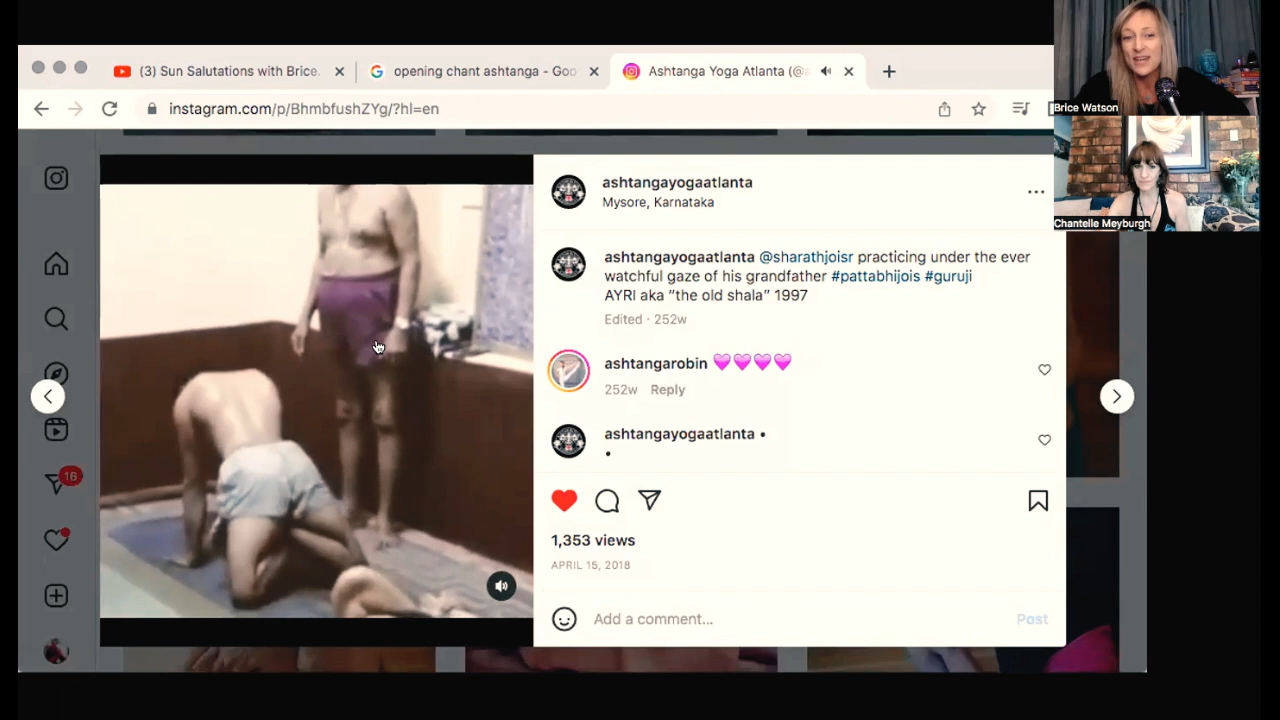 (3) Sun Salutations with Brice.
opening chant ashtanga - Goo
Ashtanga Yoga Atlanta (@a
instagram.com/p/BhmbfushZYg/?hl=en
Brice Watson
Chantelle Meyburgh
16
ashtangayogaatlanta
Mysore, Karnataka
ashtangayogaatlanta @sharathjoisr practicing under the ever
watchful gaze of his grandfather #pattabhijois #guruji
AYRI aka "the old shala" 1997
Edited · 252w
ashtangarobin
252w Reply
ashtangayogaatlanta •
•
1,353 views
APRIL 15, 2018
Add a comment...
Post